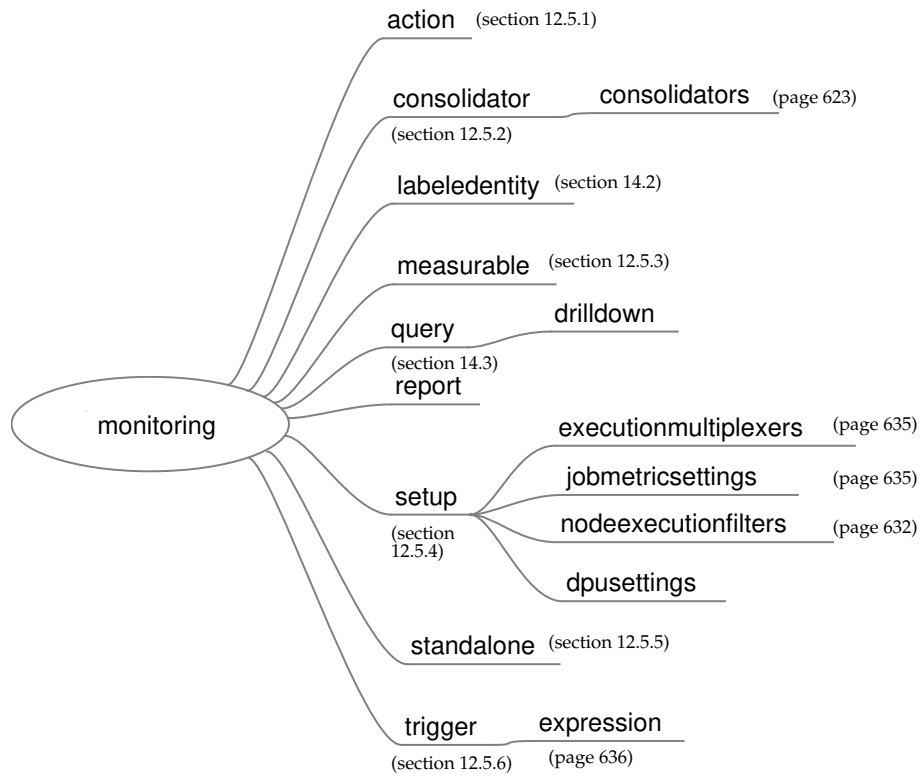 action (section 12.5.1)
consolidator consolidators (page 623)
(section 12.5.2)
labeledentity (section 14.2)
measurable (section 12.5.3)
query drilldown
(section 14.3)
report
monitoring
executionmultiplexers (page 635)
jobmetricsettings (page 635)
setup
nodeexecutionfilters (page 632)
(section
12.5.4)
dpusettings
standalone (section 12.5.5)
trigger expression
(section 12.5.6) (page 636)